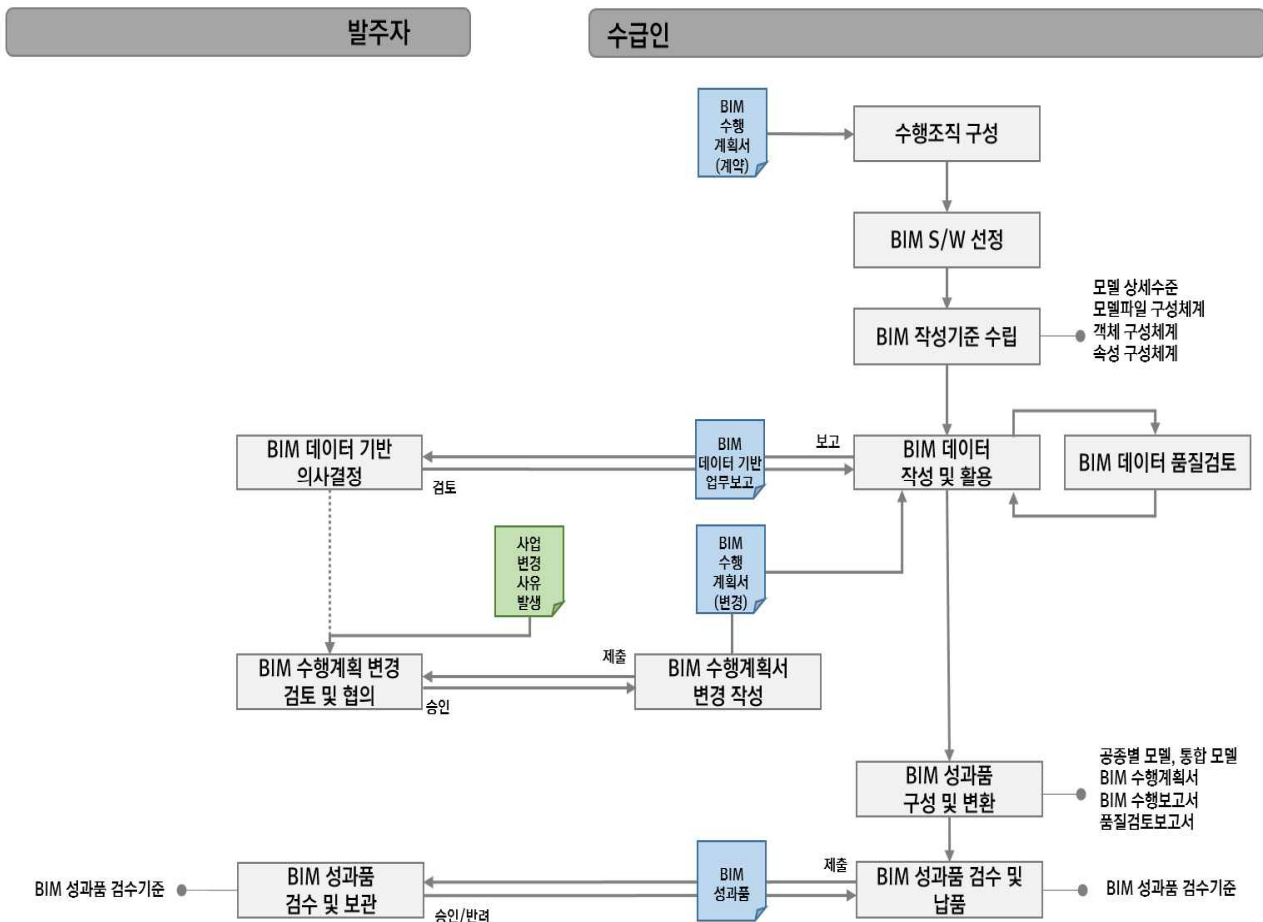 발주자
수급인
BIM
수행
계획서
(계약)
수행조직 구성
BIM S/W 선정
BIM 작성기준 수립
모델 상세수준
모델파일 구성체계
객체 구성체계
속성 구성체계
BIM 데이터 기반
의사결정
검토
BIM
데이터 기반
업무보고
보고
BIM 데이터
작성 및 활용
BIM 데이터 품질검토
사업
변경
사유
발생
BIM
수행
계획서
(변경)
BIM 수행계획 변경
검토 및 협의
제출
승인
BIM 수행계획서
변경 작성
BIM 성과품
구성 및 변환
공종별 모델, 통합 모델
BIM 수행계획서
BIM 수행보고서
품질검토보고서
BIM 성과품 검수기준
BIM 성과품
검수 및 보관
승인/반려
BIM
성과품
제출
BIM 성과품 검수 및
납품
BIM 성과품 검수기준